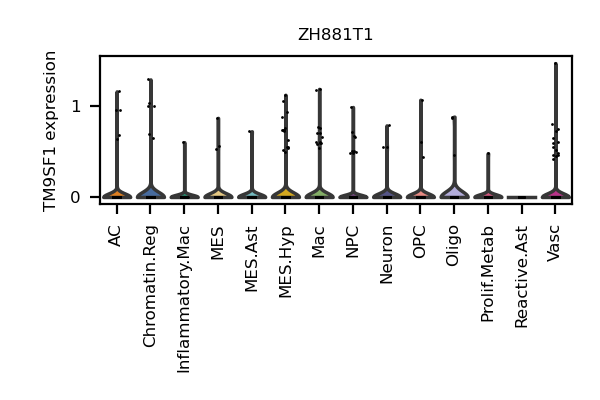 ZH881T1
TM9SF1 expression
1
0
AC
Chromatin.Reg
Inflammatory.Mac
MES
MES.Ast
MES.Hyp
Mac
NPC
Neuron
OPC
Oligo
Prolif.Metab
Reactive.Ast
Vasc